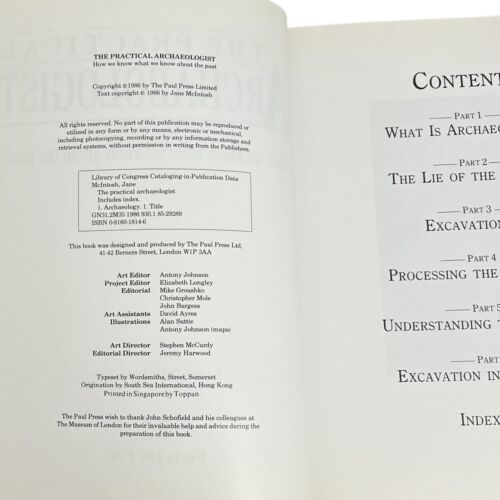 THE PRACTICAL ARCHAEOLOGIST
How we know what we know about the past
Copyright © 1986 by The Paul Press Limited
Text copyright © 1986 by Jane McIntosh
All rights reserved. No part of this publication may be reproduced or
utilized in any form or by any means, electronic or mechanical,
including photocopying, recording or by any information storage and
retrieval systems, without permission in writing from the Publishers.
Library of Congress Cataloging-in-Publication Data
McIntosh, Jane
The practical archaeologist
Includes index.
1. Archaeology. 1. Title
GN31.2M35 1986 930.1 85-29289
ISBN 0-8160-1814-6
This book was designed and produced by The Paul Press Ltd,
41-42 Berners Street, London W1P 3AA
Art Editor Antony Johnson
Project Editor Elizabeth Longley
Editorial Mike Groushko
Christopher Mole
John Burgess
Art Assistants David Ayres
Illustrations Alan Suttie
Antony Johnson (maps)
Art Director Stephen McCurdy
Editorial Director Jeremy Harwood
Typeset by Wordsmiths, Street, Somerset
Origination by South Sea International, Hong Kong
Printed in Singapore by Toppan
The Paul Press wish to thank John Schofield and his colleagues at
The Museum of London for their invaluable help and advice during the
preparation of this book.
CONTENT
PART 1
WHAT IS ARCHAEO
PART 2
THE LIE OF THE
PART 3
EXCAVATION
PART 4
PROCESSING THE
PART 5
UNDERSTANDING T
PART
EXCAVATION IN
INDEX